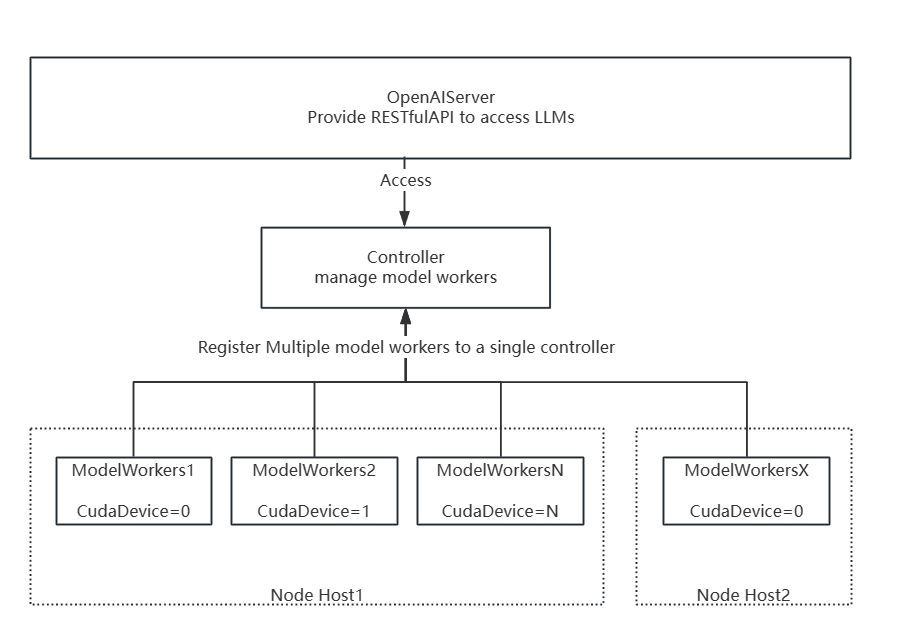 OpenAIServer
Provide RESTfulAPI to access LLMs
Access
Controller
manage model workers
Register Multiple model workers to a single controller
ModelWorkers1
CudaDevice=0
ModelWorkers2
CudaDevice=1
ModelWorkersN
CudaDevice=N
ModelWorkersX
CudaDevice=0
Node Host1
Node Host2